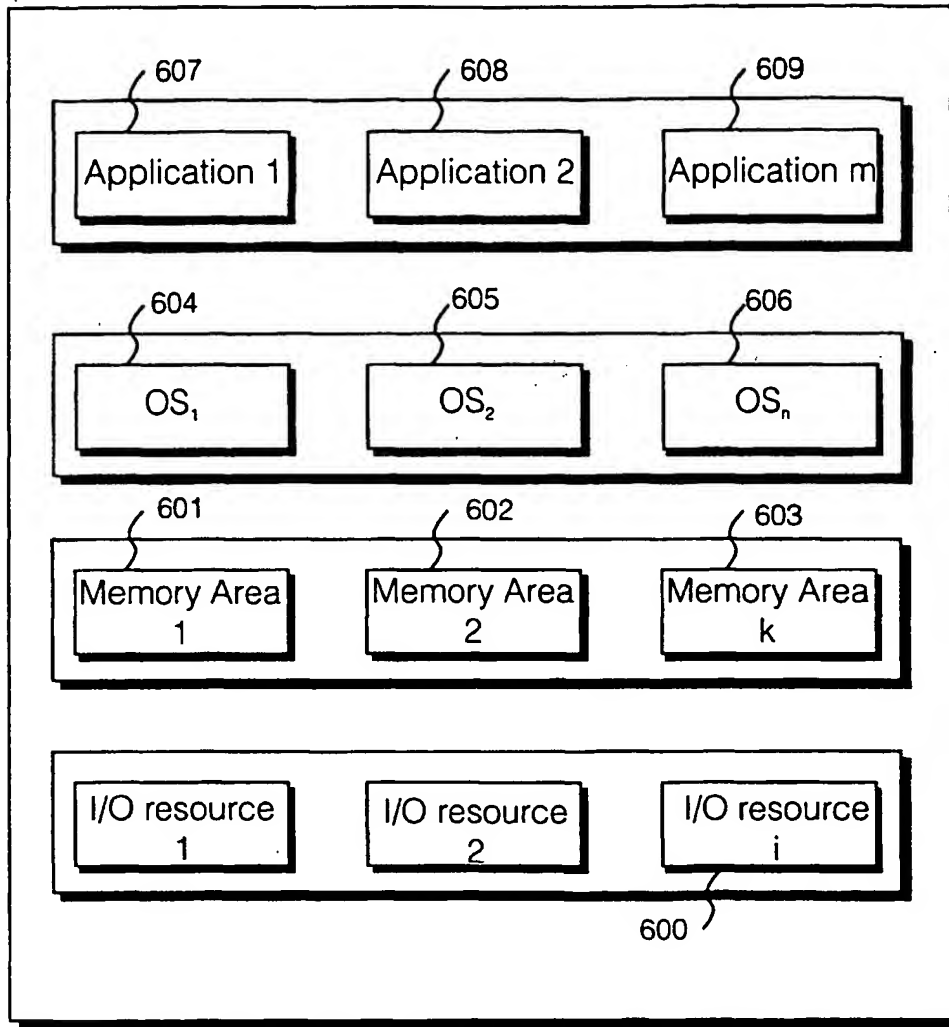 607 608 609
Application 1 Application 2 Application m
604 605 606
OS₁ OS₂ OSₙ
601 602 603
Memory Area Memory Area Memory Area
1 2 k
I/O resource I/O resource I/O resource
1 2 i
600